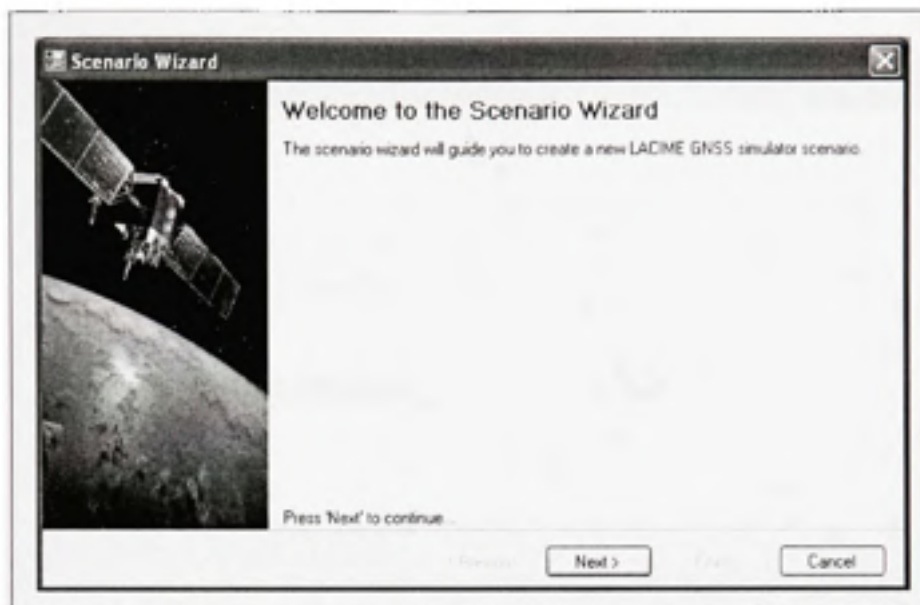 Scenario Wizard
Welcome to the Scenario Wizard
The scenario wizard will guide you to create a new LACIME GNSS simulator scenario.
Press 'Next' to continue...
Next > Cancel